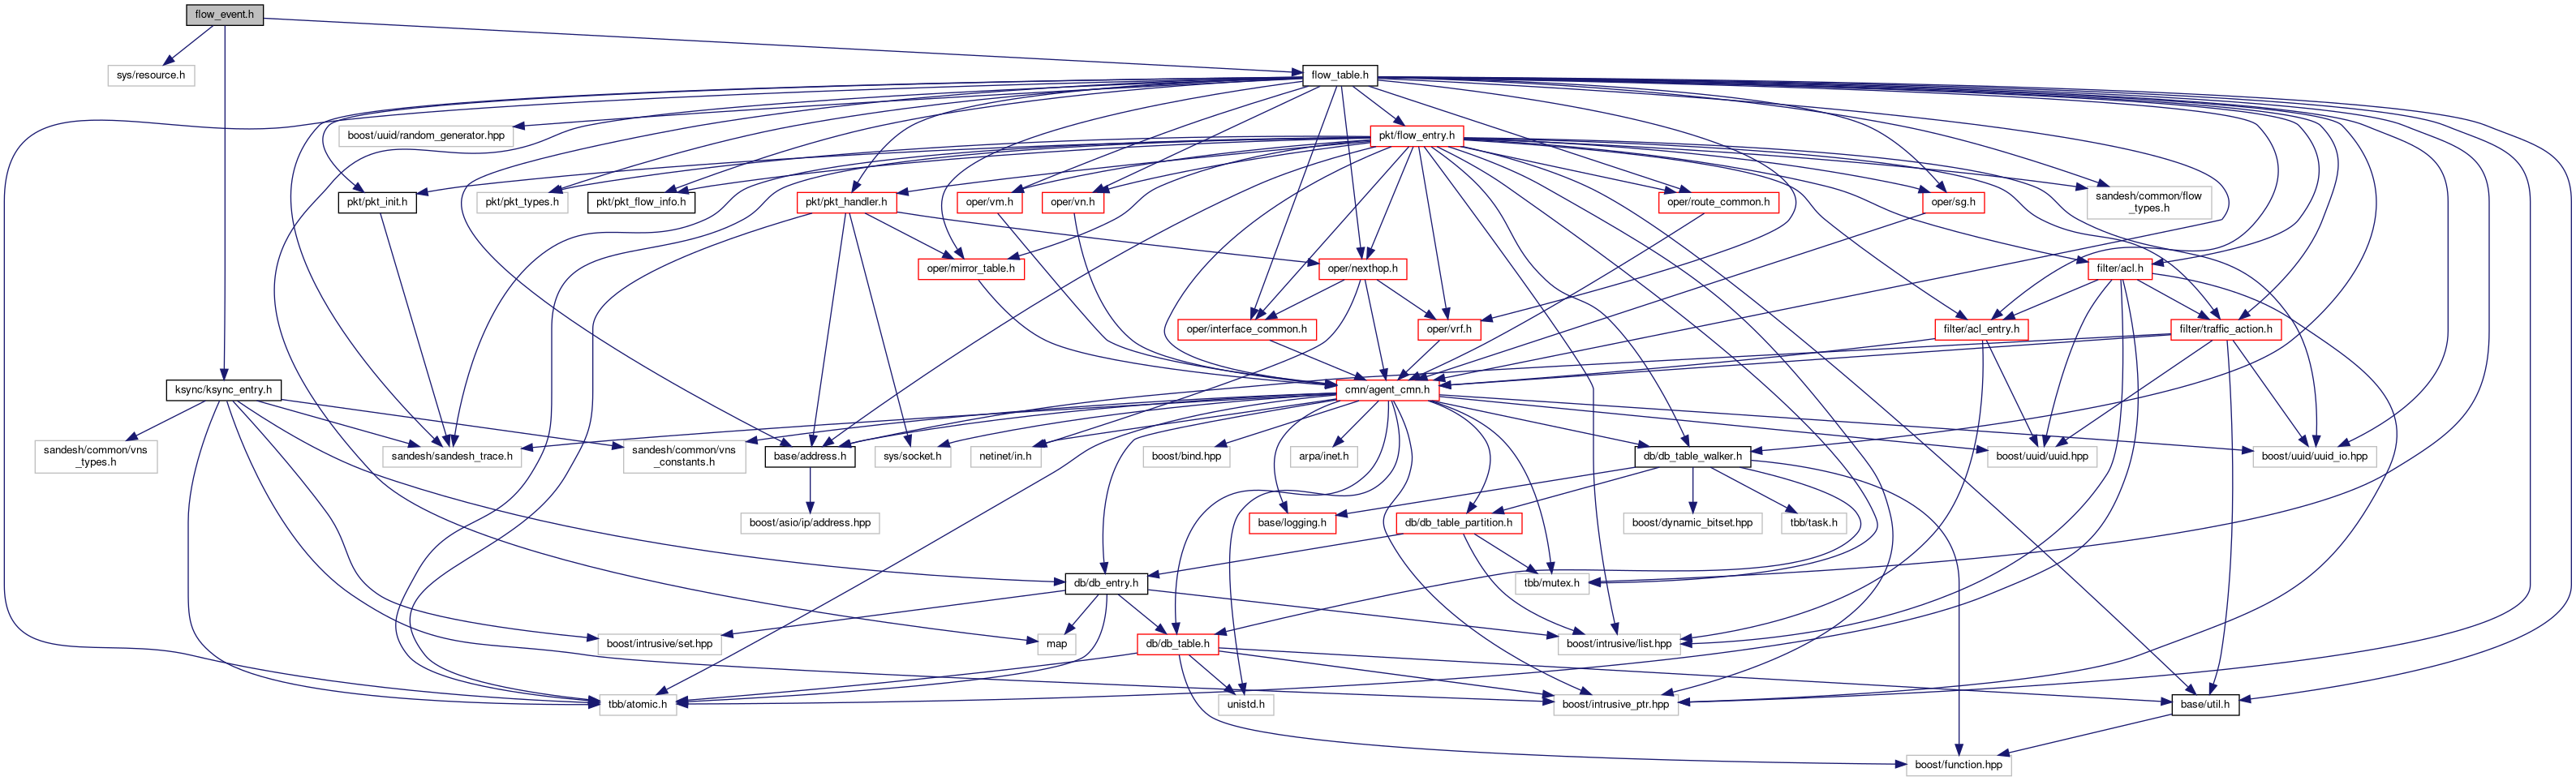 flow_event.h
sys/resource.h
flow_table.h
boost/uuid/random_generator.hpp
pkt/flow_entry.h
pkt/pkt_init.h
pkt/pkt_types.h
pkt/pkt_flow_info.h
pkt/pkt_handler.h
oper/vm.h
oper/vn.h
oper/route_common.h
oper/sg.h
sandesh/common/flow
_types.h
oper/mirror_table.h
oper/nexthop.h
filter/acl.h
oper/interface_common.h
oper/vrf.h
filter/acl_entry.h
filter/traffic_action.h
ksync/ksync_entry.h
cmn/agent_cmn.h
sandesh/common/vns
_types.h
sandesh/sandesh_trace.h
sandesh/common/vns
_constants.h
base/address.h
sys/socket.h
netinet/in.h
boost/bind.hpp
arpa/inet.h
db/db_table_walker.h
boost/uuid/uuid.hpp
boost/uuid/uuid_io.hpp
boost/asio/ip/address.hpp
base/logging.h
db/db_table_partition.h
boost/dynamic_bitset.hpp
tbb/task.h
db/db_entry.h
tbb/mutex.h
boost/intrusive/set.hpp
map
db/db_table.h
boost/intrusive/list.hpp
tbb/atomic.h
unistd.h
boost/intrusive_ptr.hpp
base/util.h
boost/function.hpp